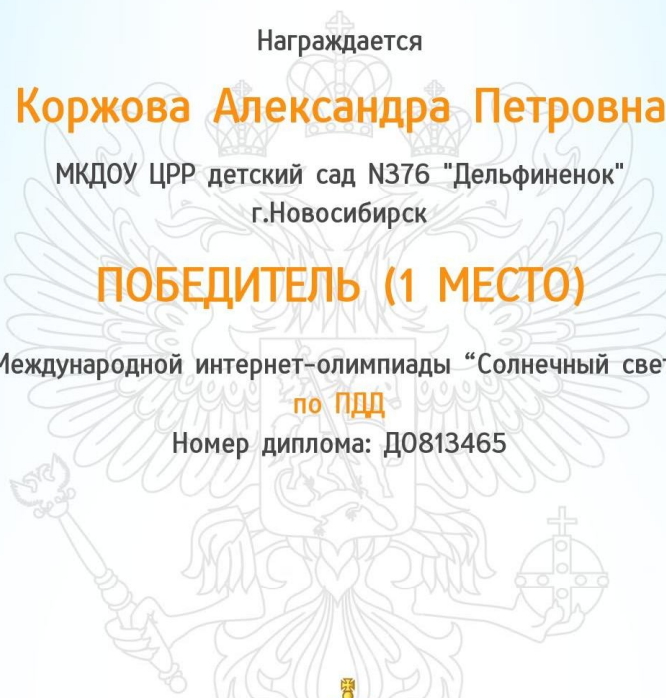 Награждается
Коржова Александра Петровна
МКДОУ ЦРР детский сад N376 "Дельфиненок"
г.Новосибирск
ПОБЕДИТЕЛЬ (1 МЕСТО)
Международной интернет-олимпиады “Солнечный свет
по ПДД
Номер диплома: ДО813465